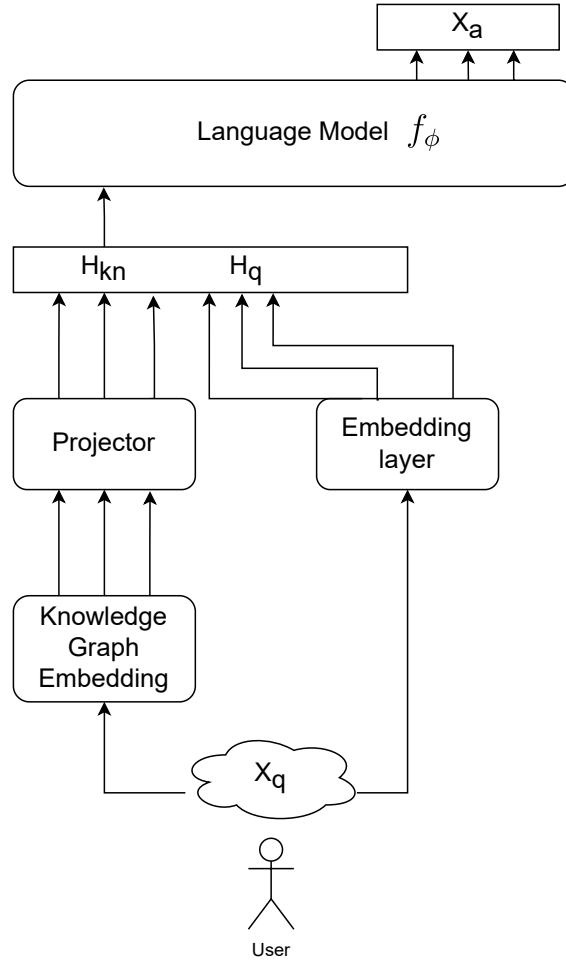 Xa
Language Model fϕ
Hkn Hq
Projector
Embedding
layer
Knowledge
Graph
Embedding
Xq
User